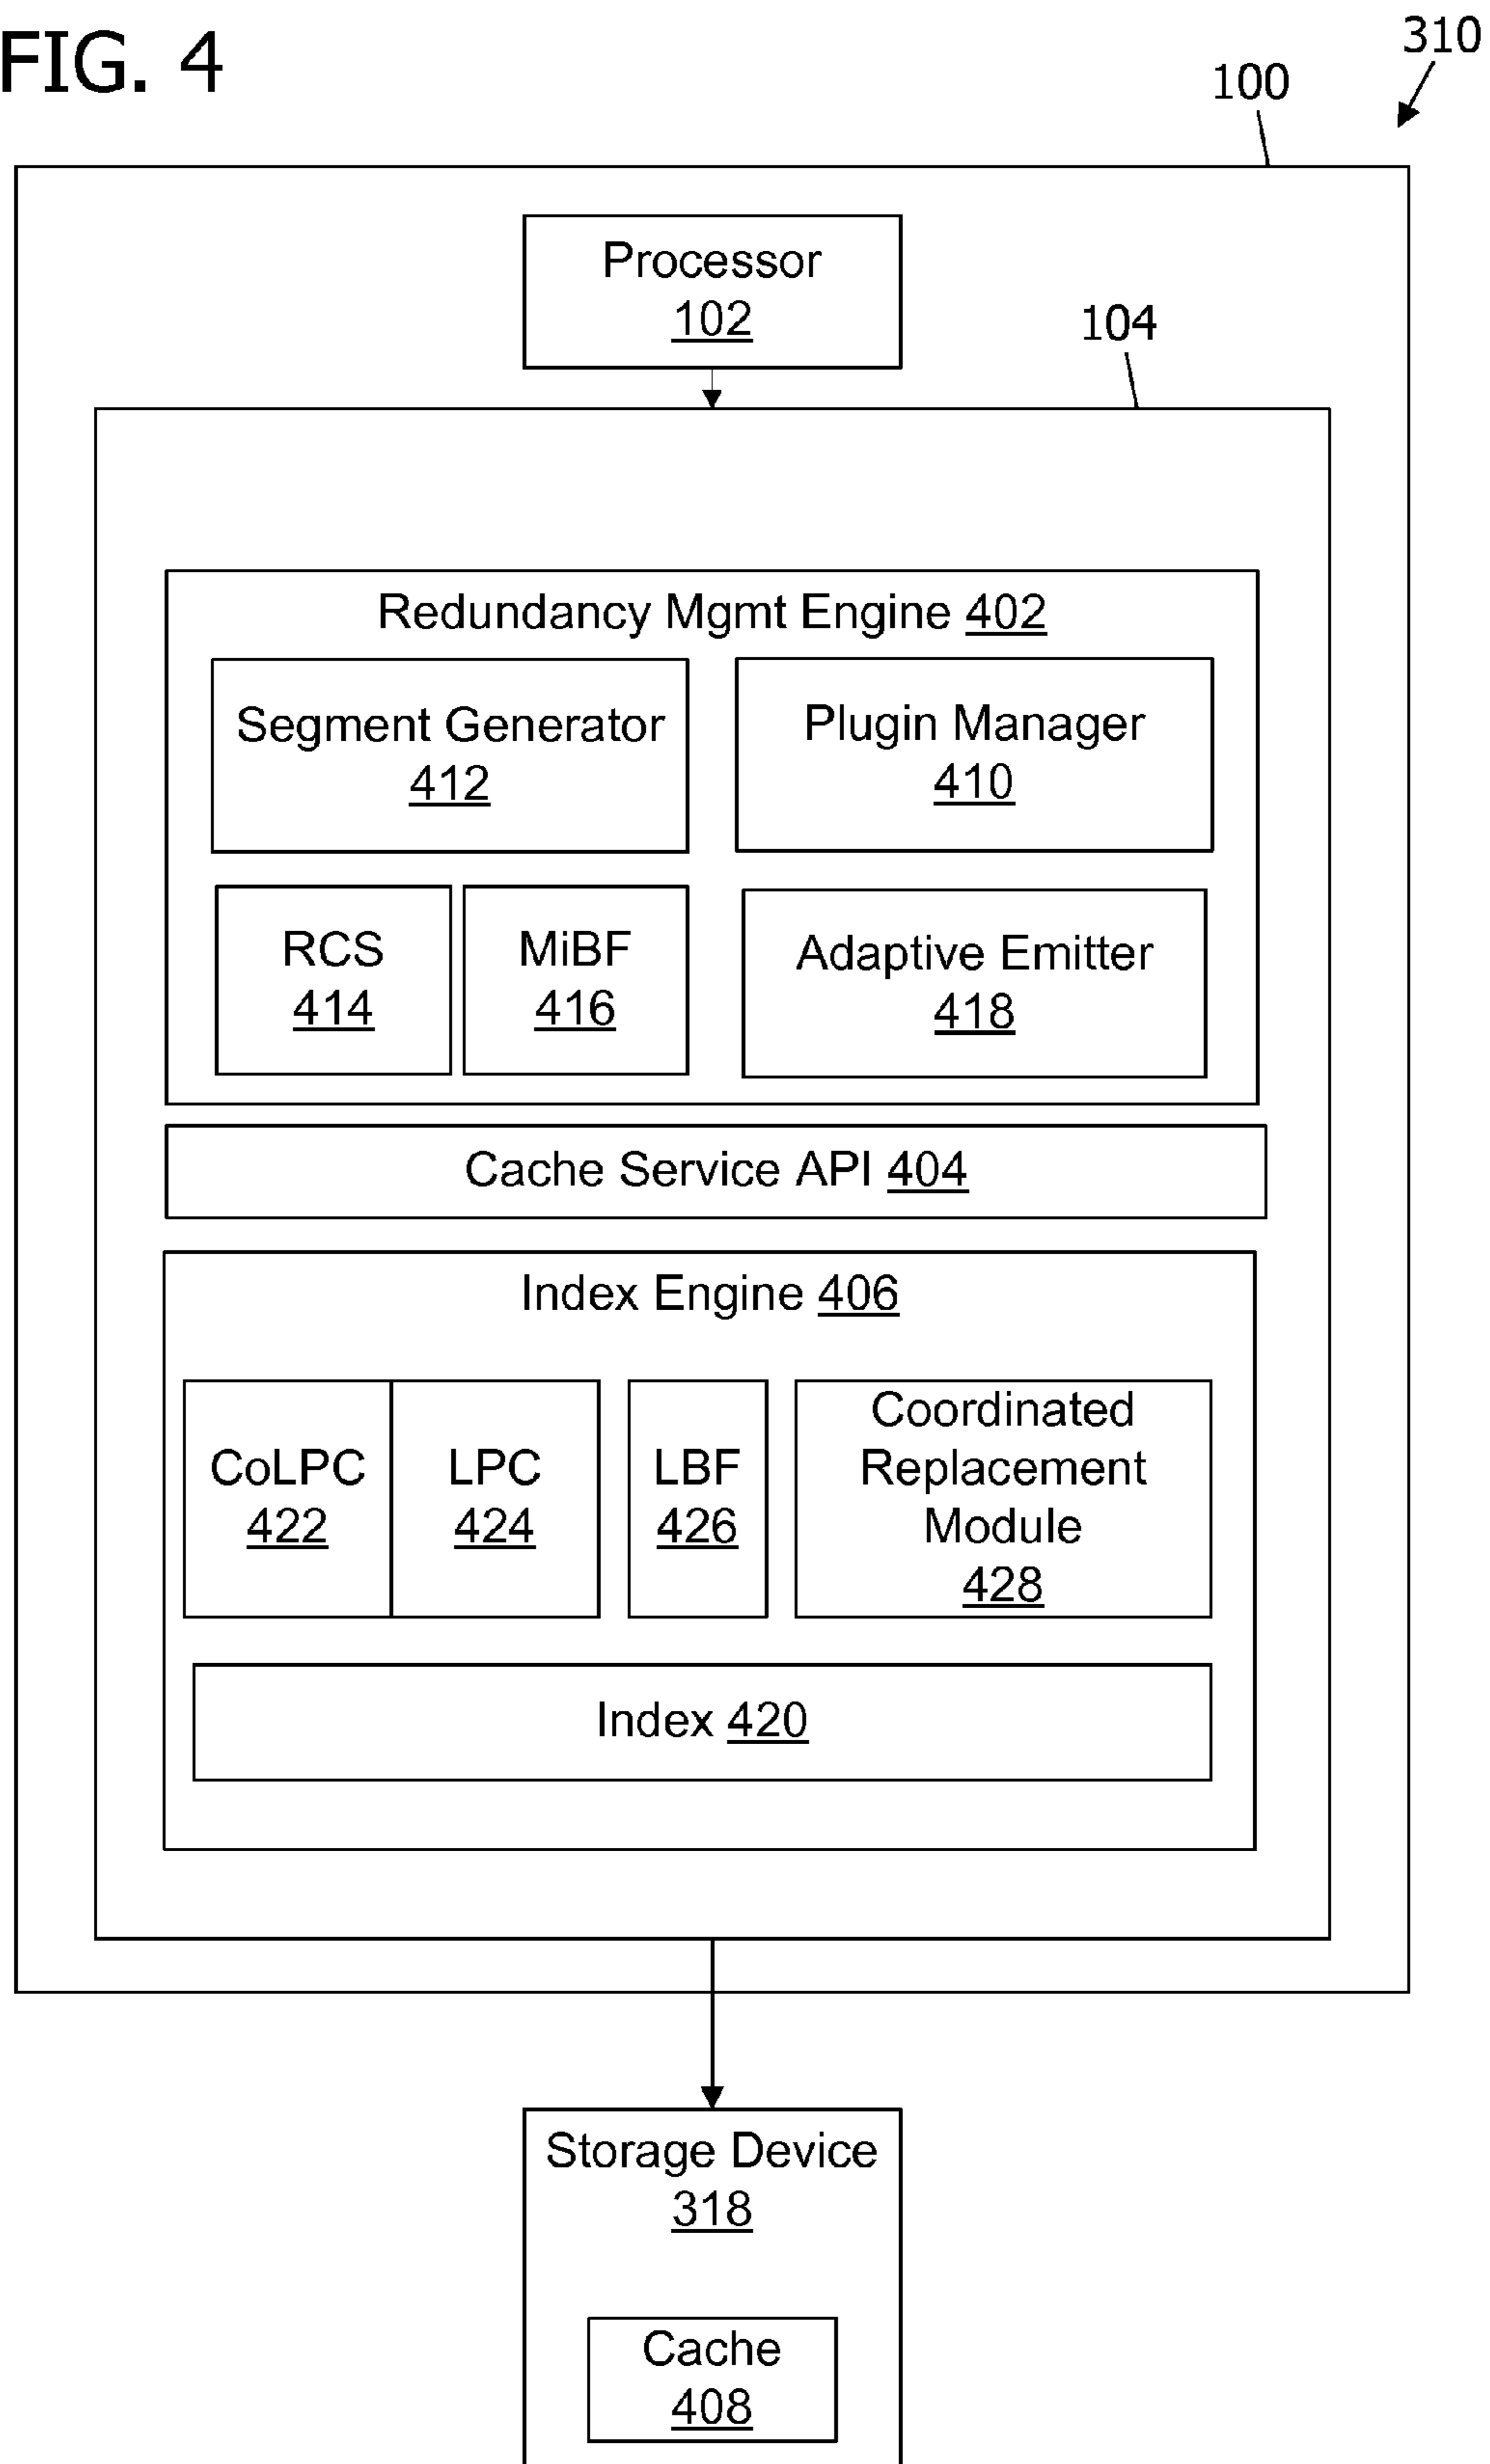 FIG. 4
310
100
Processor
102
104
Redundancy Mgmt Engine 402
Segment Generator
412
Plugin Manager
410
RCS
414
MiBF
416
Adaptive Emitter
418
Cache Service API 404
Index Engine 406
CoLPC
422
LPC
424
LBF
426
Coordinated
Replacement
Module
428
Index 420
Storage Device
318
Cache
408